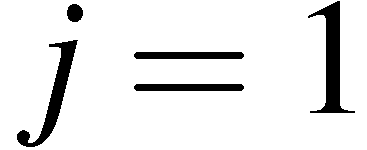 j = 1